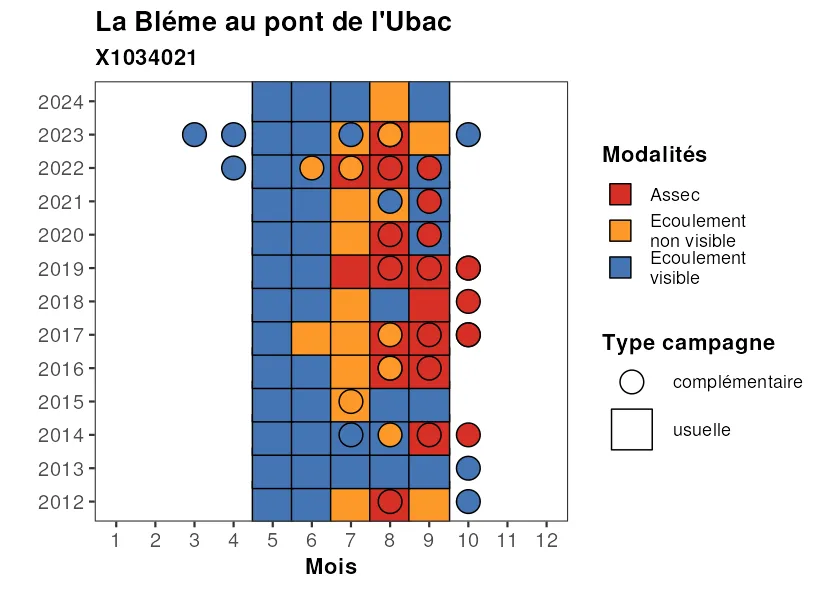 La Bléme au pont de l'Ubac
X1034021
2024
2023
2022
2021
2020
2019
2018
2017
2016
2015
2014
2013
2012
1 2 3 4 5 6 7 8 9 10 11 12
Mois
Modalités
Assec
Ecoulement
non visible
Ecoulement
visible
Type campagne
complémentaire
usuelle